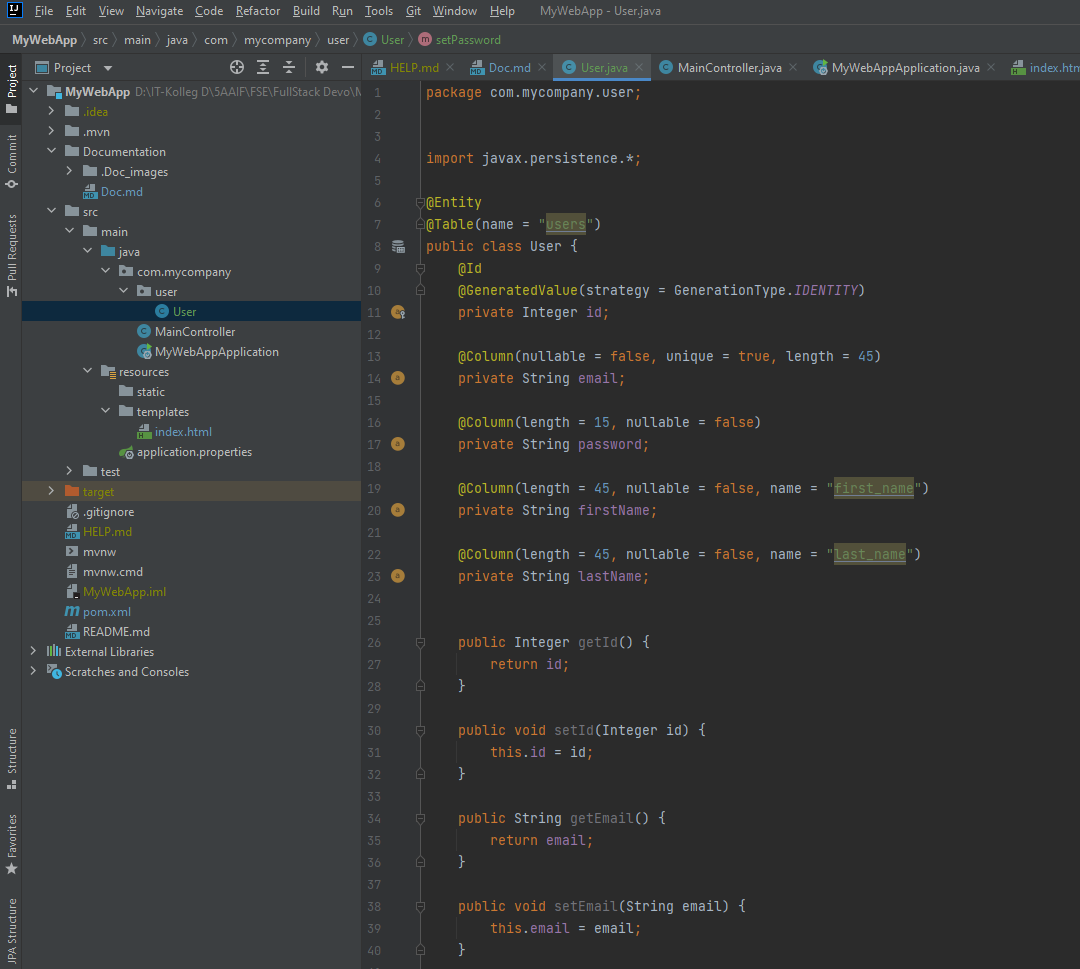 File Edit View Navigate Code Refactor Build Run Tools Git Window Help MyWebApp - User.java
MyWebApp src main java com mycompany user User setPassword
Project
HELP.md Doc.md User.java MainController.java MyWebAppApplication.java
Project
Commit
Pull Requests
Structure
Favorites
JPA Structure
MyWebApp D:\IT-Kolleg D\5AAIF\FSE\FullStack Devo\
.idea
.mvn
Documentation
.Doc_images
Doc.md
src
main
java
com.mycompany
user
User
MainController
MyWebAppApplication
resources
static
templates
index.html
application.properties
test
target
.gitignore
HELP.md
mvnw
mvnw.cmd
MyWebApp.iml
pom.xml
README.md
External Libraries
Scratches and Consoles
1 package com.mycompany.user;
2
3
4 import javax.persistence.*;
5
6 @Entity
7 @Table(name = "users")
8 public class User {
9 @Id
10 @GeneratedValue(strategy = GenerationType.IDENTITY)
11 private Integer id;
12
13 @Column(nullable = false, unique = true, length = 45)
14 private String email;
15
16 @Column(length = 15, nullable = false)
17 private String password;
18
19 @Column(length = 45, nullable = false, name = "first_name")
20 private String firstName;
21
22 @Column(length = 45, nullable = false, name = "last_name")
23 private String lastName;
24
25
26 public Integer getId() {
27 return id;
28 }
29
30 public void setId(Integer id) {
31 this.id = id;
32 }
33
34 public String getEmail() {
35 return email;
36 }
37
38 public void setEmail(String email) {
39 this.email = email;
40 }